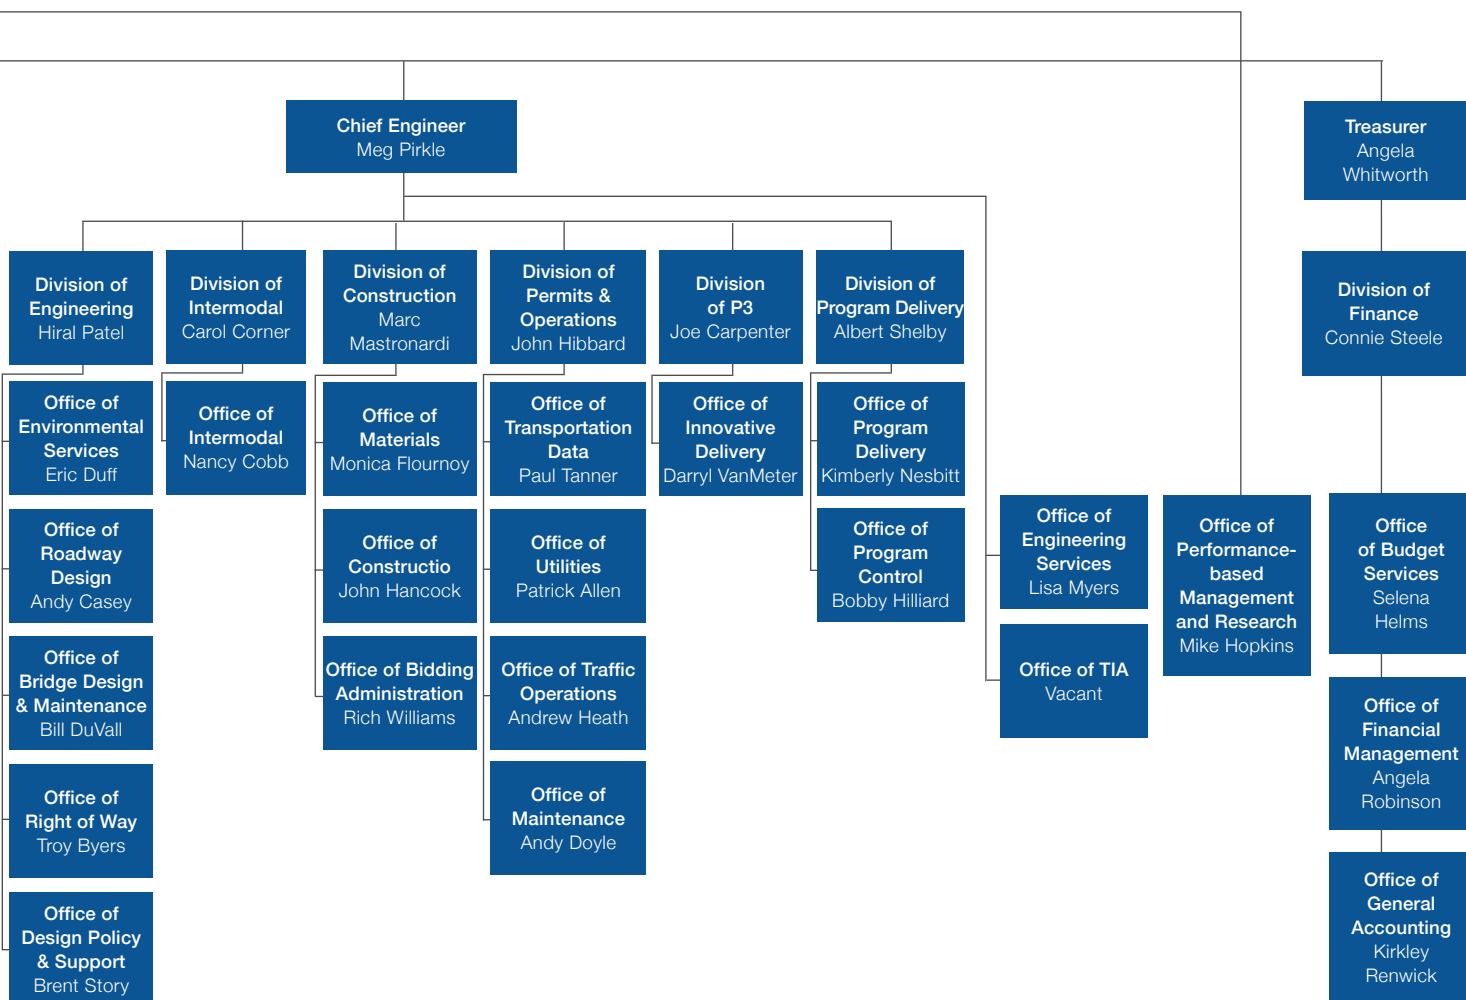 Chief Engineer
Meg Pirkle
Treasurer
Angela
Whitworth
Division of
Engineering
Hiral Patel
Division of
Intermodal
Carol Corner
Division of
Construction
Marc
Mastronardi
Division of
Permits &
Operations
John Hibbard
Division
of P3
Joe Carpenter
Division of
Program Delivery
Albert Shelby
Division of
Finance
Connie Steele
Office of
Environmental
Services
Eric Duff
Office of
Roadway
Design
Andy Casey
Office of
Bridge Design
& Maintenance
Bill DuVall
Office of
Right of Way
Troy Byers
Office of
Design Policy
& Support
Brent Story
Office of
Intermodal
Nancy Cobb
Office of
Materials
Monica Flournoy
Office of
Constructio
John Hancock
Office of Bidding
Administration
Rich Williams
Office of
Transportation
Data
Paul Tanner
Office of
Utilities
Patrick Allen
Office of Traffic
Operations
Andrew Heath
Office of
Maintenance
Andy Doyle
Office of
Innovative
Delivery
Darryl VanMeter
Office of
Program
Delivery
Kimberly Nesbitt
Office of
Program
Control
Bobby Hilliard
Office of
Engineering
Services
Lisa Myers
Office of TIA
Vacant
Office of
Performance-
based
Management
and Research
Mike Hopkins
Office
of Budget
Services
Selena
Helms
Office of
Financial
Management
Angela
Robinson
Office of
General
Accounting
Kirkley
Renwick